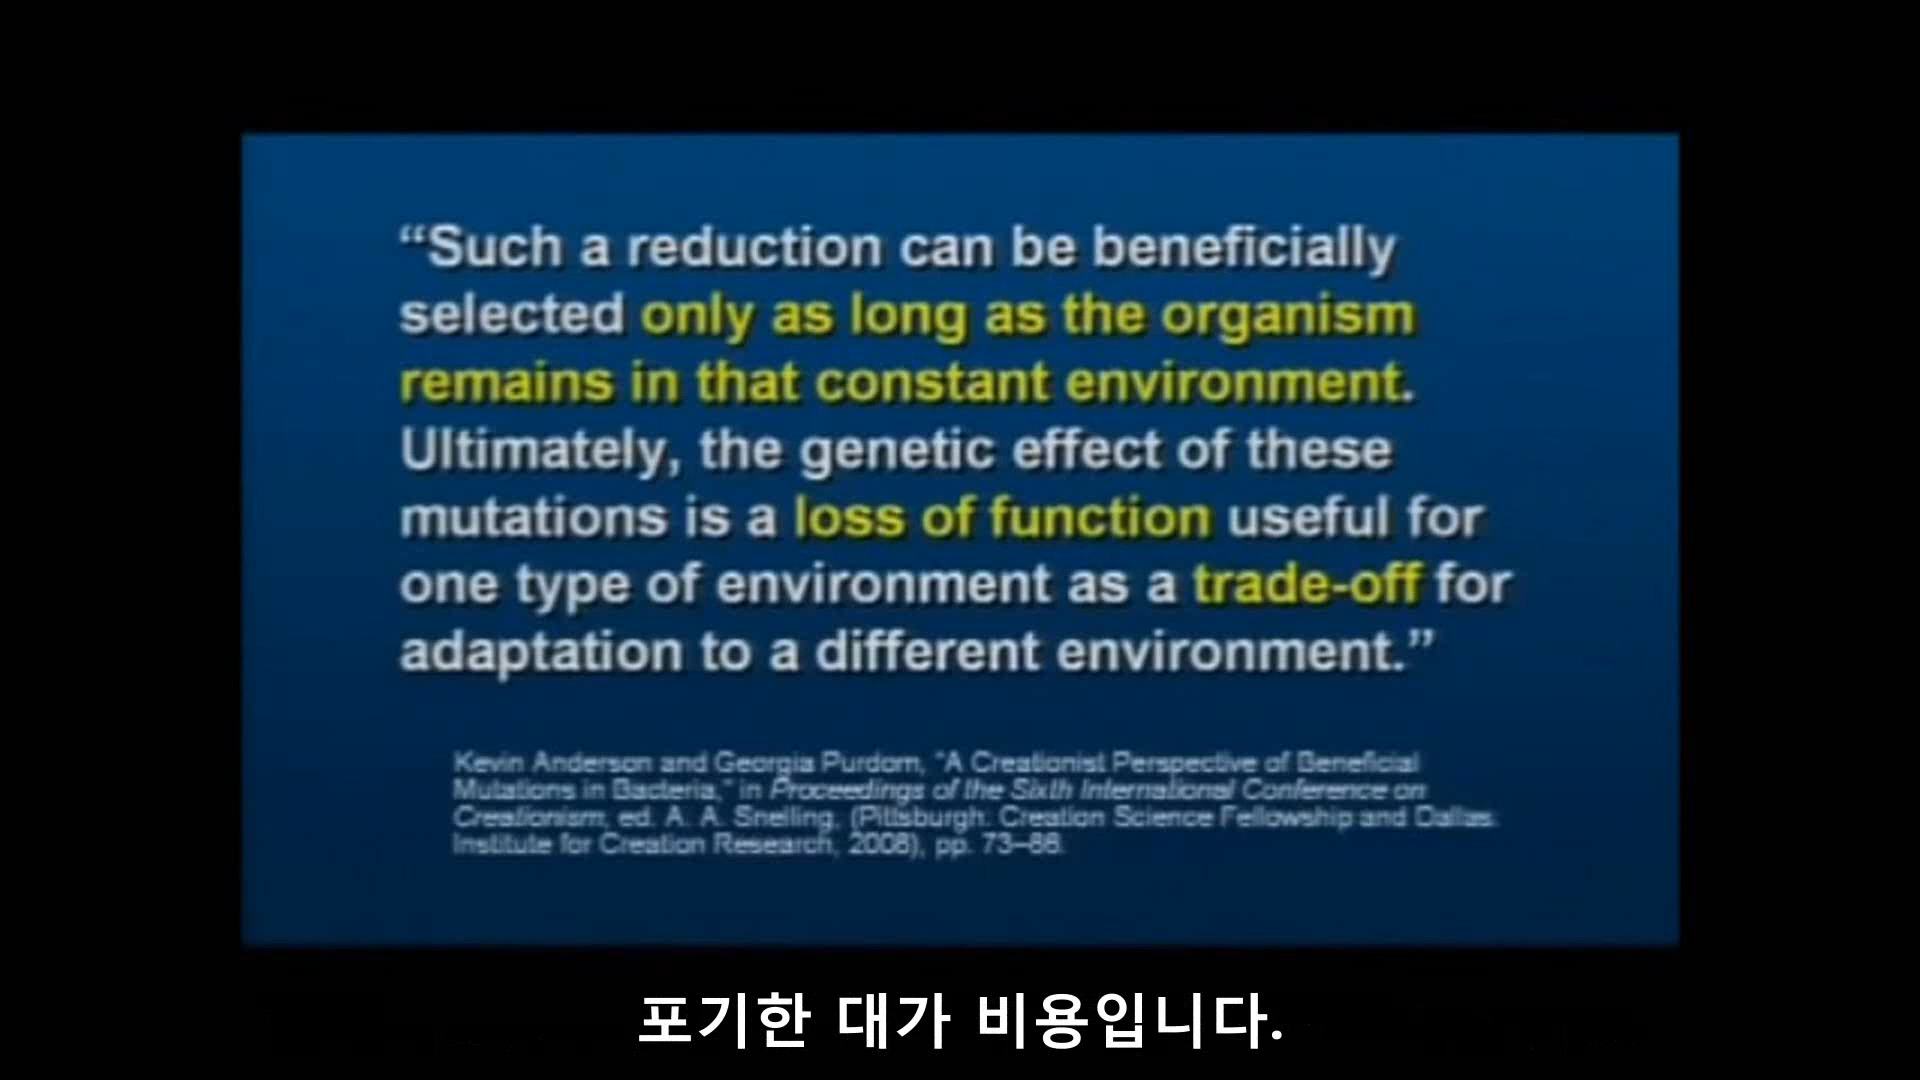 “Such a reduction can be beneficially
selected only as long as the organism
remains in that constant environment.
Ultimately, the genetic effect of these
mutations is a loss of function useful for
one type of environment as a trade-off for
adaptation to a different environment.”
Kevin Anderson and Georgia Purdom, “A Creationist Perspective of Beneficial
Mutations in Bacteria,” in Proceedings of the Sixth International Conference on
Creationism, ed. A. A. Snelling, (Pittsburgh: Creation Science Fellowship and Dallas:
Institute for Creation Research, 2008), pp. 73–86.
포기한 대가 비용입니다.